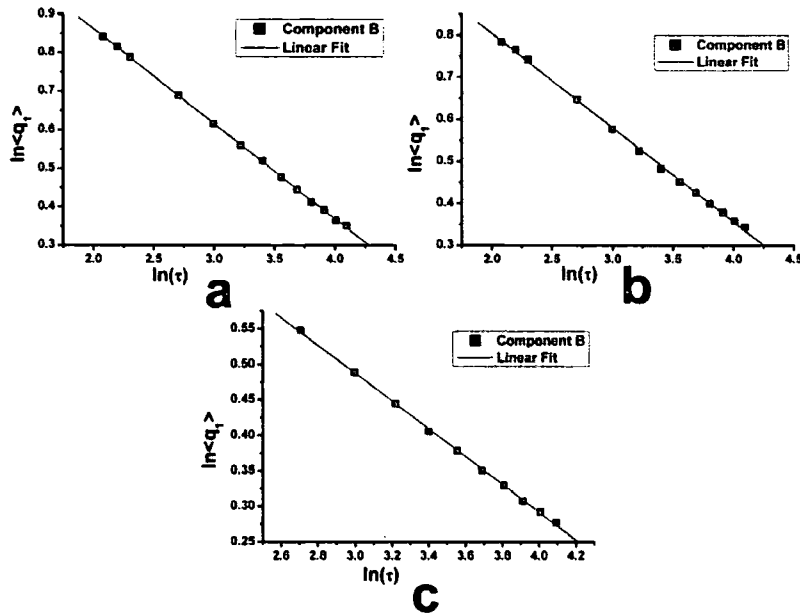 0.9
0.8
0.7
0.6
0.5
0.4
0.3
ln<q₁>
2.0 2.5 3.0 3.5 4.0 4.5
ln(τ)
Component B
Linear Fit
a
0.8
0.7
0.6
0.5
0.4
0.3
ln<q₁>
2.0 2.5 3.0 3.5 4.0 4.5
ln(τ)
Component B
Linear Fit
b
0.55
0.50
0.45
0.40
0.35
0.30
0.25
ln<q₁>
2.6 2.8 3.0 3.2 3.4 3.6 3.8 4.0 4.2
ln(τ)
Component B
Linear Fit
c